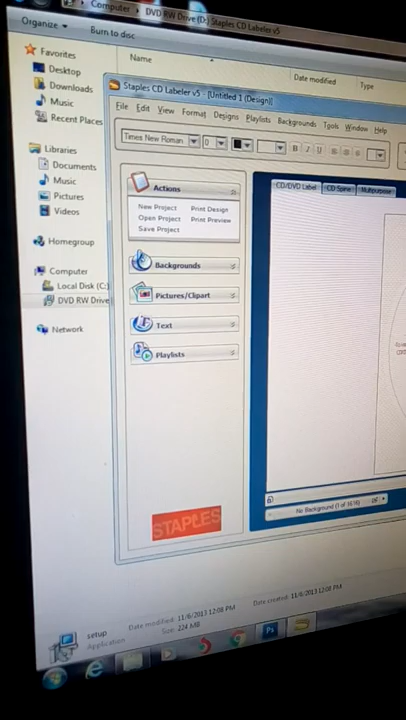 Computer DVD RW Drive (D:) Staples CD Labeler v5
Organize Burn to disc
Name Date modified Type
Favorites
Desktop
Downloads
Music
Recent Places
Libraries
Documents
Music
Pictures
Videos
Homegroup
Computer
Local Disk (C:)
DVD RW Drive
Network
Staples CD Labeler v5 - [Untitled 1 (Design)]
File Edit View Format Designs Playlists Backgrounds Tools Window Help
Times New Roman 0 B I U
Actions
New Project Print Design
Open Project Print Preview
Save Project
Backgrounds
Pictures/Clipart
Text
Playlists
STAPLES
CD/DVD Label CD Spine Multipurpose
setup
Application
Date modified: 11/6/2013 12:08 PM
Size: 224 MB
Date created: 11/6/2013 12:08 PM
Ps